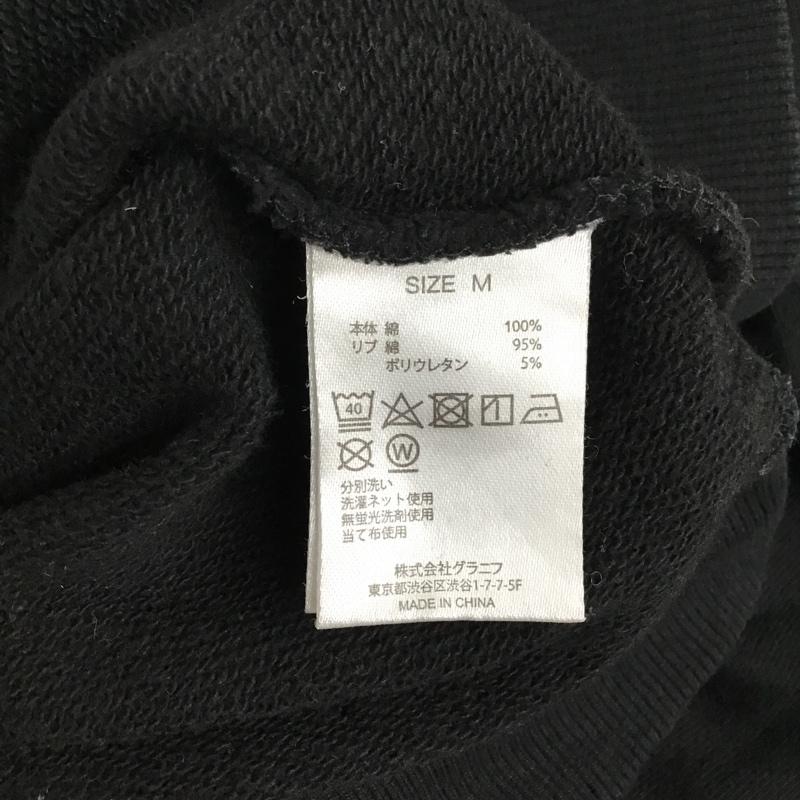 SIZE M
本体 綿 100%
リブ 綿 95%
ポリウレタン 5%
40
W
分別洗い
洗濯ネット使用
無蛍光洗剤使用
当て布使用
株式会社グラニフ
東京都渋谷区渋谷1-7-7-5F
MADE IN CHINA